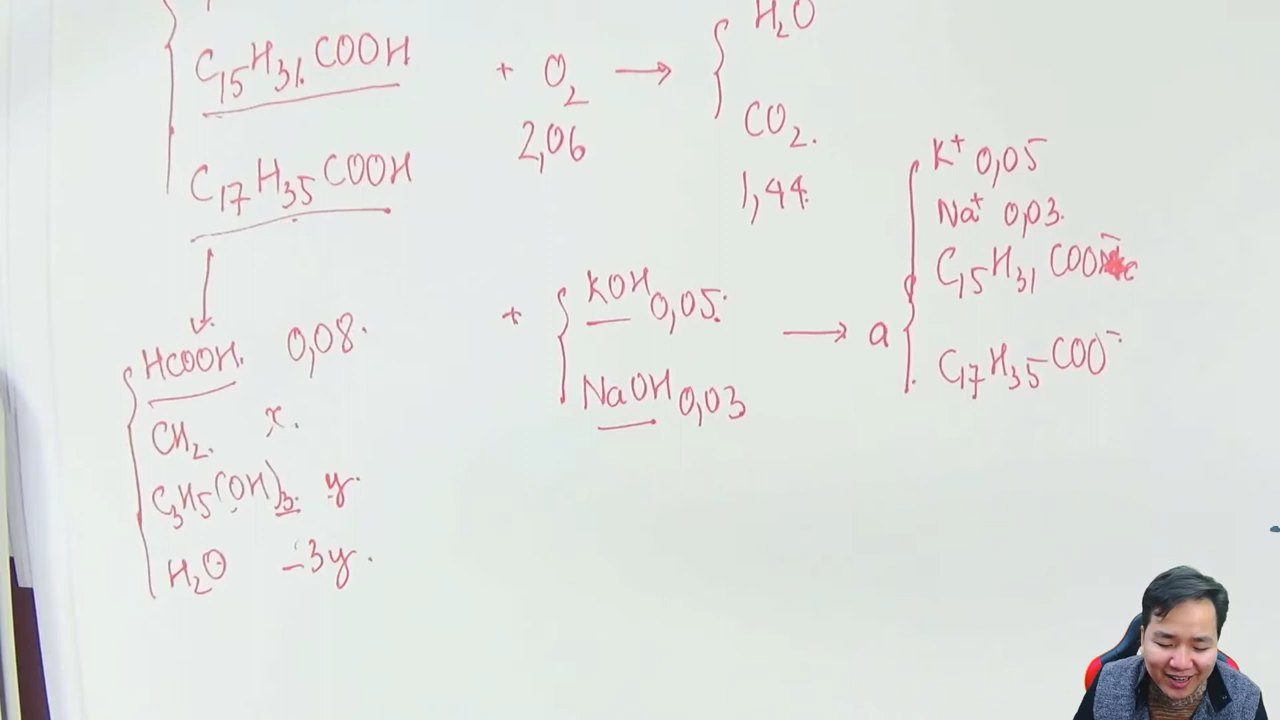 H₂O
C₁₅H₃₁COOH + O₂ →
2,06
CO₂.
1,44.
C₁₇H₃₅COOH
HCOOH. 0,08.
CH₂. x.
C₃H₅(OH)₃. y.
H₂O -3y.
+ KOH 0,05.
NaOH 0,03
→ a
K⁺ 0,05
Na⁺ 0,03.
C₁₅H₃₁COO⁻
C₁₇H₃₅-COO⁻